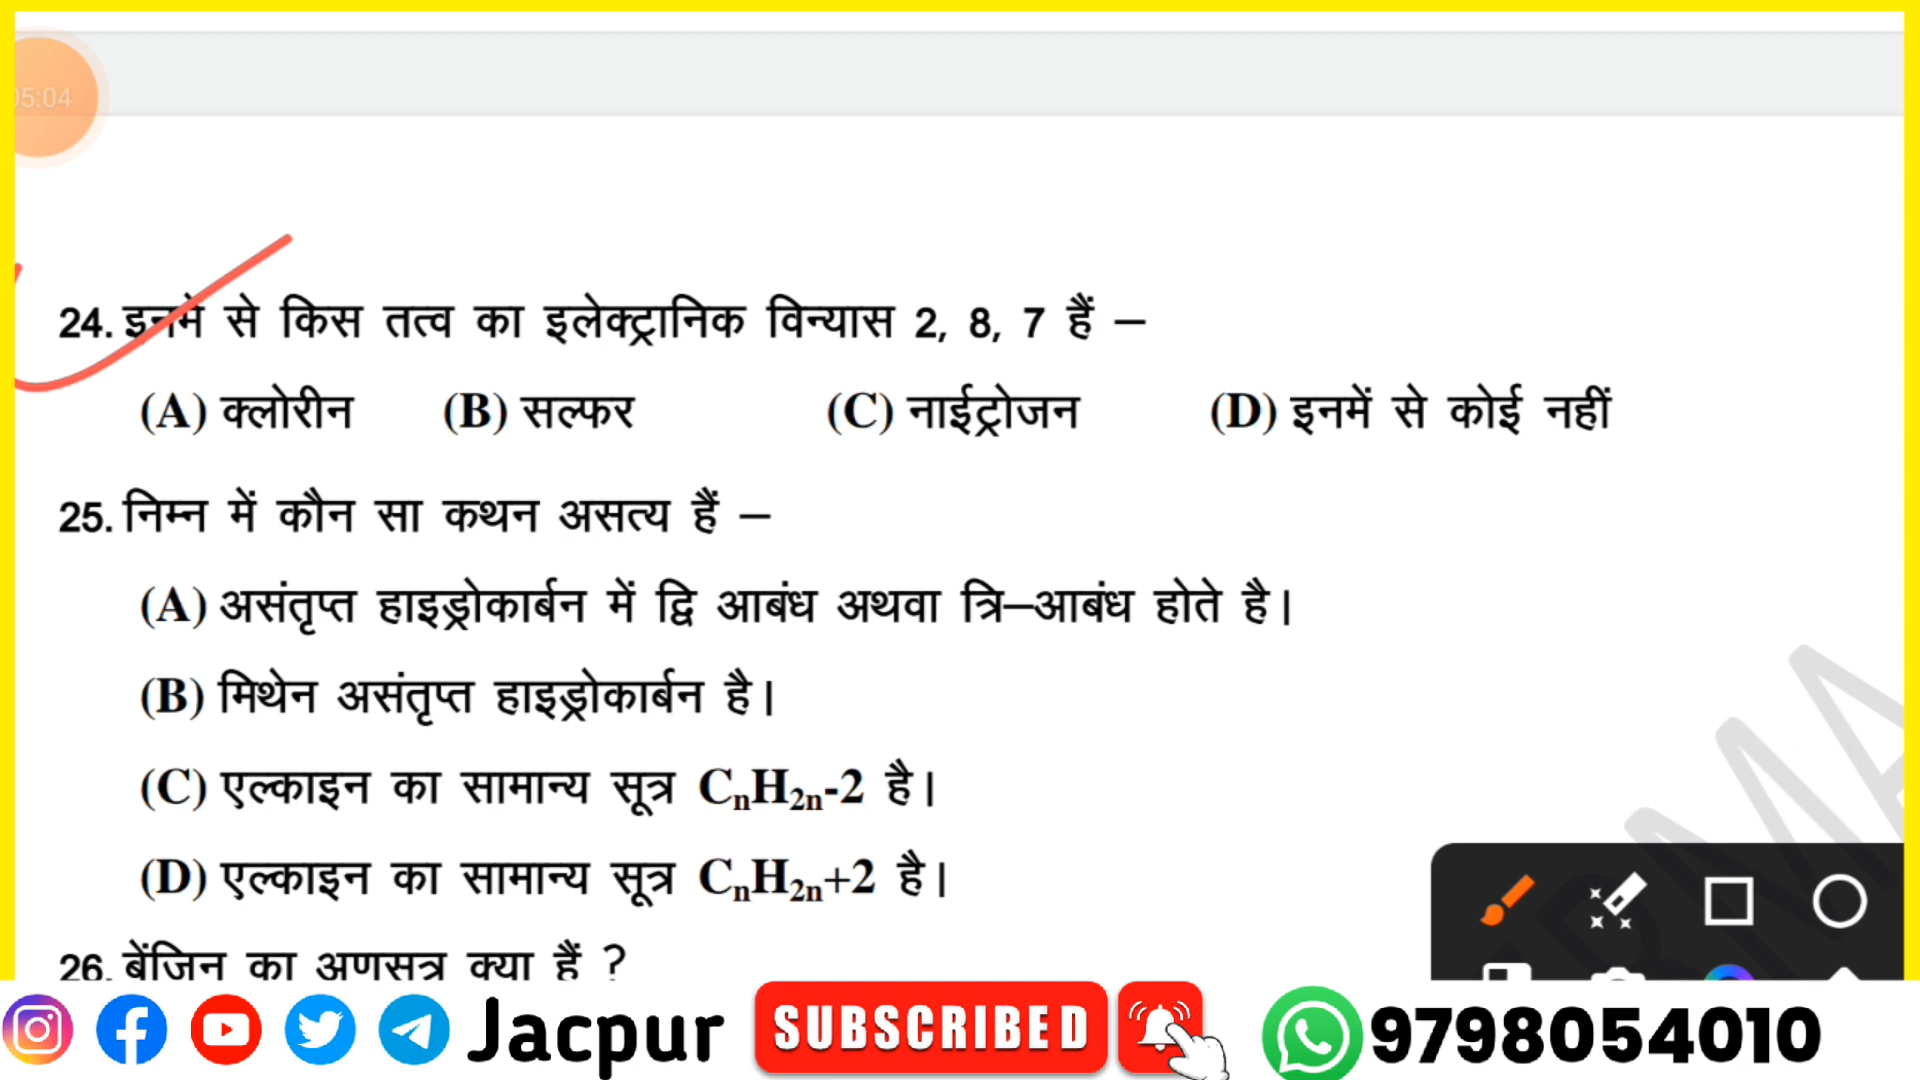 05:04
24. इनमें से किस तत्व का इलेक्ट्रानिक विन्यास 2, 8, 7 हैं –
(A) क्लोरीन (B) सल्फर (C) नाईट्रोजन (D) इनमें से कोई नहीं
25. निम्न में कौन सा कथन असत्य हैं –
(A) असंतृप्त हाइड्रोकार्बन में द्वि आबंध अथवा त्रि–आबंध होते है।
(B) मिथेन असंतृप्त हाइड्रोकार्बन है।
(C) एल्काइन का सामान्य सूत्र CₙH₂ₙ-2 है।
(D) एल्काइन का सामान्य सूत्र CₙH₂ₙ+2 है।
26. बेंजिन का अणुसूत्र क्या हैं ?
Jacpur SUBSCRIBED 9798054010